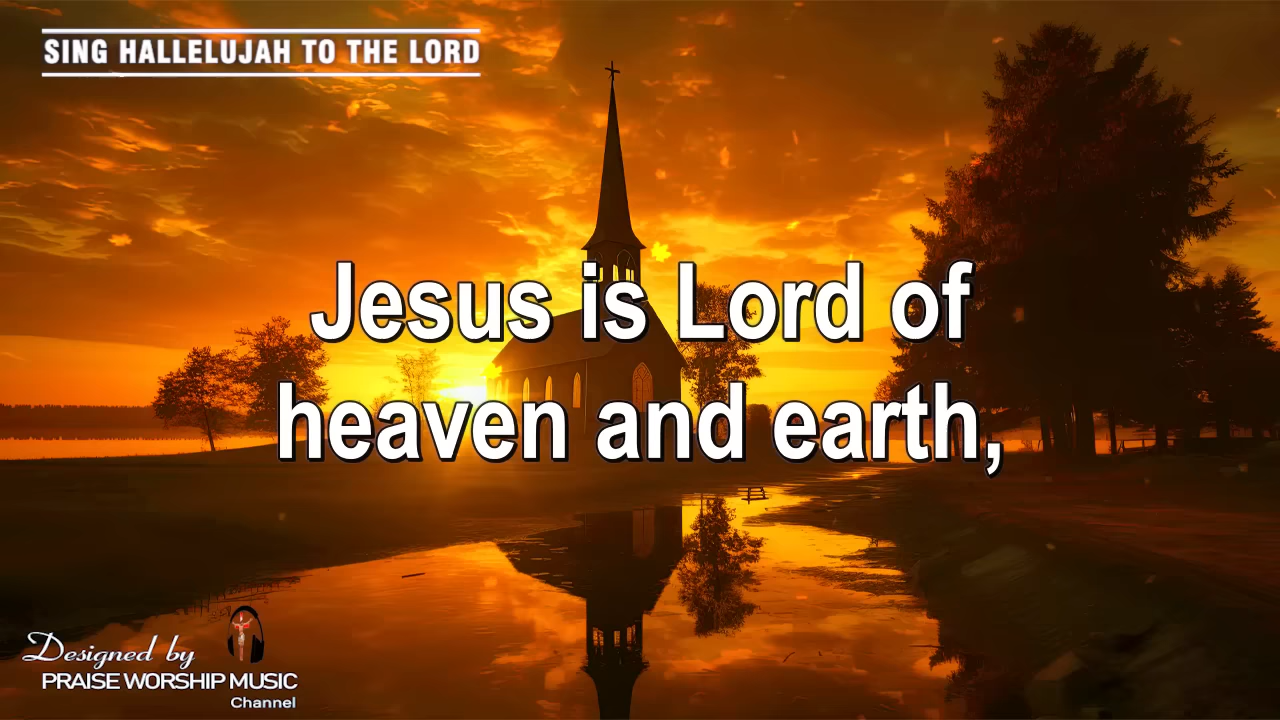 SING HALLELUJAH TO THE LORD
Jesus is Lord of
heaven and earth,
Designed by
PRAISE WORSHIP MUSIC
Channel